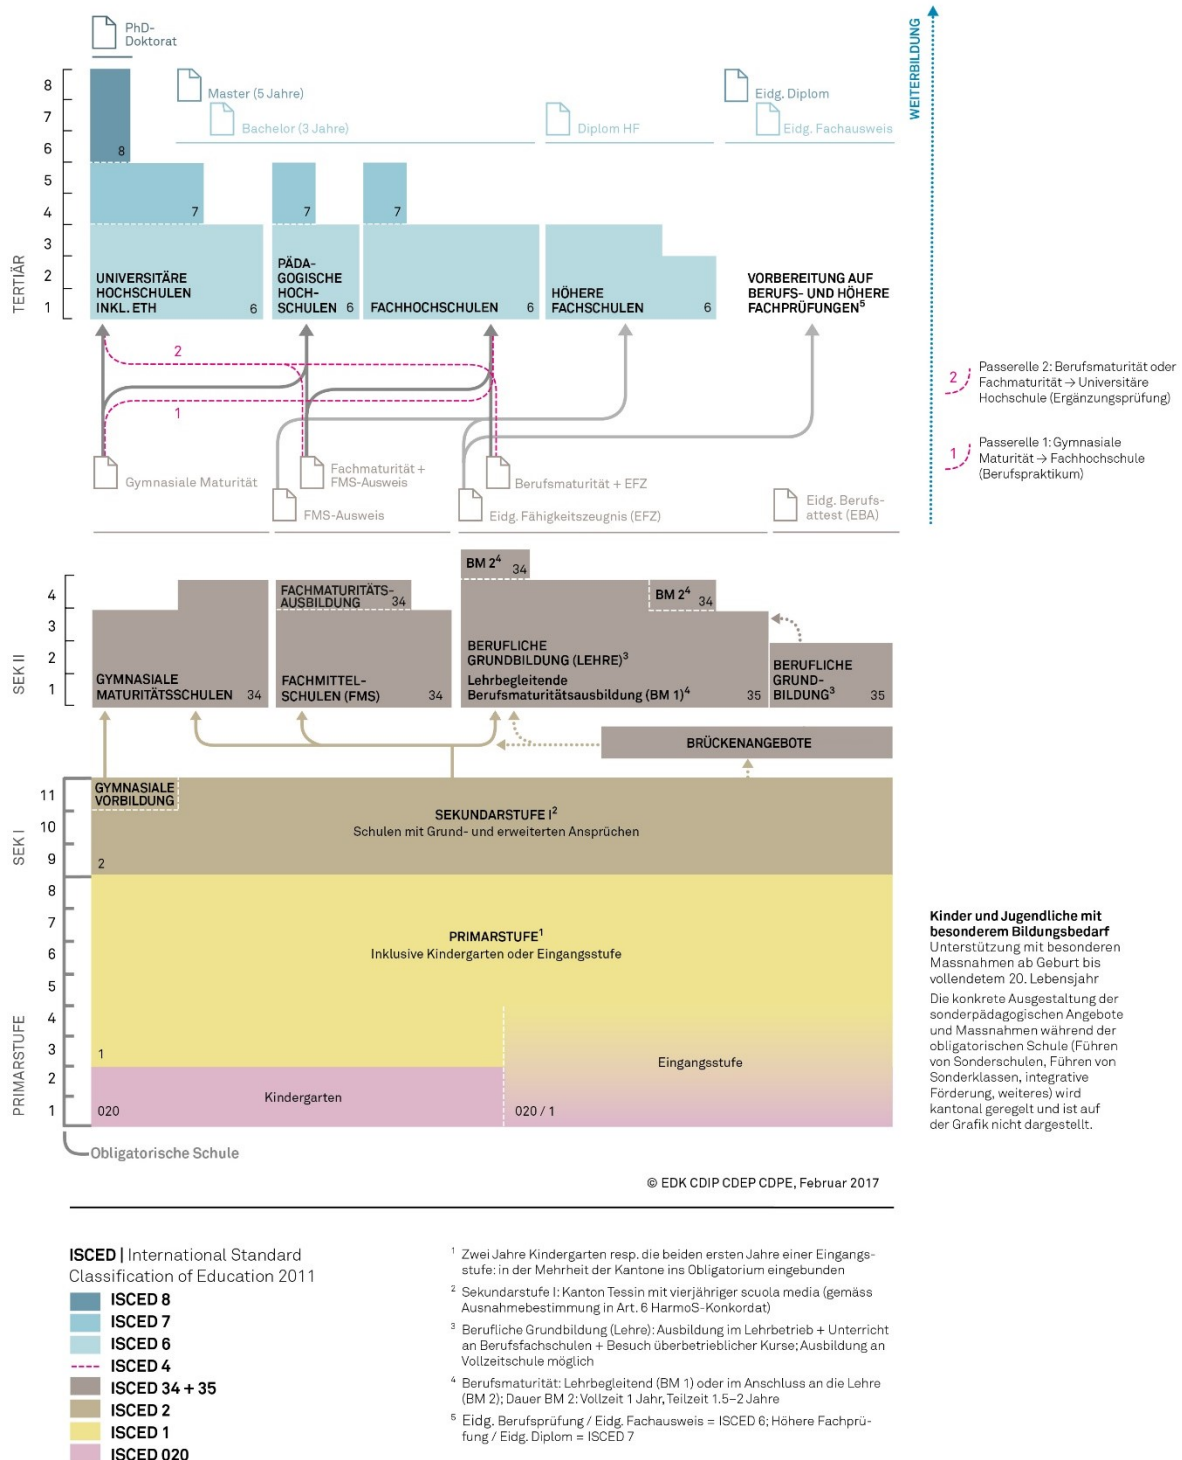 PhD-
Doktorat
WEITERBILDUNG
Master (5 Jahre)
Eidg. Diplom
Bachelor (3 Jahre)
Diplom HF
Eidg. Fachausweis
TERTIÄR
8
7
6
5
4
3
2
1
8
7
7
7
UNIVERSITÄRE
HOCHSCHULEN
INKL. ETH
6
PÄDA-
GOGISCHE
HOCH-
SCHULEN
6
FACHHOCHSCHULEN
6
HÖHERE
FACHSCHULEN
6
VORBEREITUNG AUF
BERUFS- UND HÖHERE
FACHPRÜFUNGEN⁵
2
1
2
Passerelle 2: Berufsmaturität oder
Fachmaturität → Universitäre
Hochschule (Ergänzungsprüfung)
1
Passerelle 1: Gymnasiale
Maturität → Fachhochschule
(Berufspraktikum)
Gymnasiale Maturität
Fachmaturität +
FMS-Ausweis
Berufsmaturität + EFZ
FMS-Ausweis
Eidg. Fähigkeitszeugnis (EFZ)
Eidg. Berufs-
attest (EBA)
SEK II
4
3
2
1
GYMNASIALE
MATURITÄTSSCHULEN
34
FACHMATURITÄTS-
AUSBILDUNG
34
FACHMITTEL-
SCHULEN (FMS)
34
BM 2⁴
34
BM 2⁴
34
BERUFLICHE
GRUNDBILDUNG (LEHRE)³
Lehrbegleitende
Berufsmaturitätsausbildung (BM 1)⁴
35
BERUFLICHE
GRUND-
BILDUNG³
35
BRÜCKENANGEBOTE
SEK I
11
10
9
GYMNASIALE
VORBILDUNG
SEKUNDARSTUFE I²
Schulen mit Grund- und erweiterten Ansprüchen
2
PRIMARSTUFE
8
7
6
5
4
3
2
1
PRIMARSTUFE¹
Inklusive Kindergarten oder Eingangsstufe
1
Kindergarten
020
Eingangsstufe
020 / 1
Obligatorische Schule
Kinder und Jugendliche mit
besonderem Bildungsbedarf
Unterstützung mit besonderen
Massnahmen ab Geburt bis
vollendetem 20. Lebensjahr
Die konkrete Ausgestaltung der
sonderpädagogischen Angebote
und Massnahmen während der
obligatorischen Schule (Führen
von Sonderschulen, Führen von
Sonderklassen, integrative
Förderung, weiteres) wird
kantonal geregelt und ist auf
der Grafik nicht dargestellt.
© EDK CDIP CDEP CDPE, Februar 2017
ISCED | International Standard
Classification of Education 2011
ISCED 8
ISCED 7
ISCED 6
ISCED 4
ISCED 34 + 35
ISCED 2
ISCED 1
ISCED 020
¹ Zwei Jahre Kindergarten resp. die beiden ersten Jahre einer Eingangs-
stufe: in der Mehrheit der Kantone ins Obligatorium eingebunden
² Sekundarstufe I: Kanton Tessin mit vierjähriger scuola media (gemäss
Ausnahmebestimmung in Art. 6 HarmoS-Konkordat)
³ Berufliche Grundbildung (Lehre): Ausbildung im Lehrbetrieb + Unterricht
an Berufsfachschulen + Besuch überbetrieblicher Kurse; Ausbildung an
Vollzeitschule möglich
⁴ Berufsmaturität: Lehrbegleitend (BM 1) oder im Anschluss an die Lehre
(BM 2); Dauer BM 2: Vollzeit 1 Jahr, Teilzeit 1.5–2 Jahre
⁵ Eidg. Berufsprüfung / Eidg. Fachausweis = ISCED 6; Höhere Fachprü-
fung / Eidg. Diplom = ISCED 7